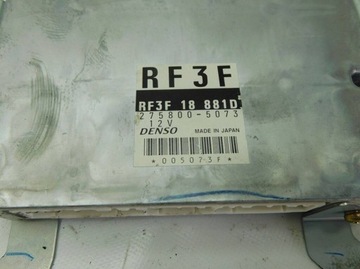 RF3F
RF3F 18 881D
275800-5073
12V
DENSO MADE IN JAPAN
*005073F*